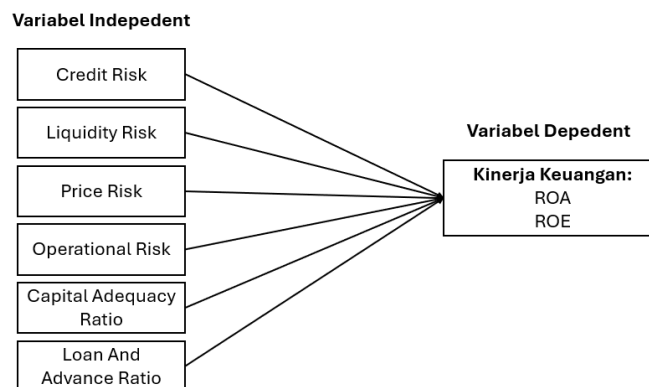 Variabel Indepedent
Credit Risk
Liquidity Risk
Price Risk
Operational Risk
Capital Adequacy
Ratio
Loan And
Advance Ratio
Variabel Depedent
Kinerja Keuangan:
ROA
ROE